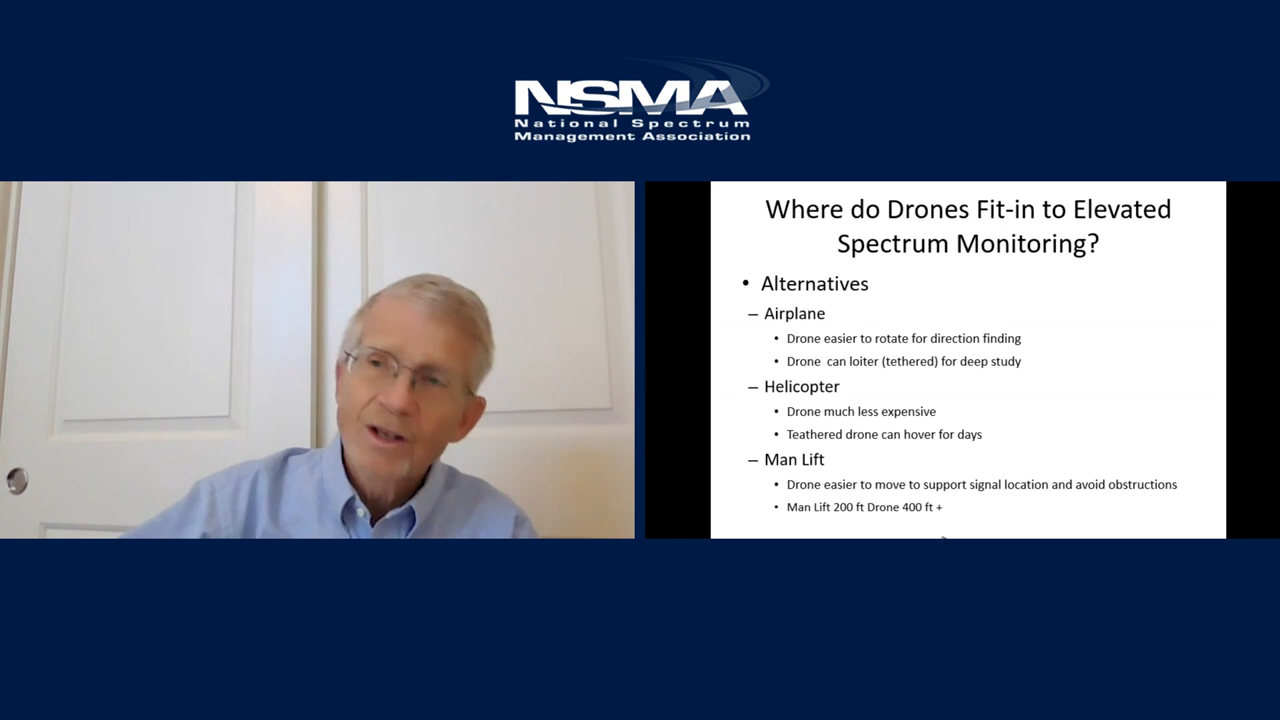 NSMA
National Spectrum
Management Association
Where do Drones Fit-in to Elevated
Spectrum Monitoring?
• Alternatives
– Airplane
• Drone easier to rotate for direction finding
• Drone can loiter (tethered) for deep study
– Helicopter
• Drone much less expensive
• Teathered drone can hover for days
– Man Lift
• Drone easier to move to support signal location and avoid obstructions
• Man Lift 200 ft Drone 400 ft +